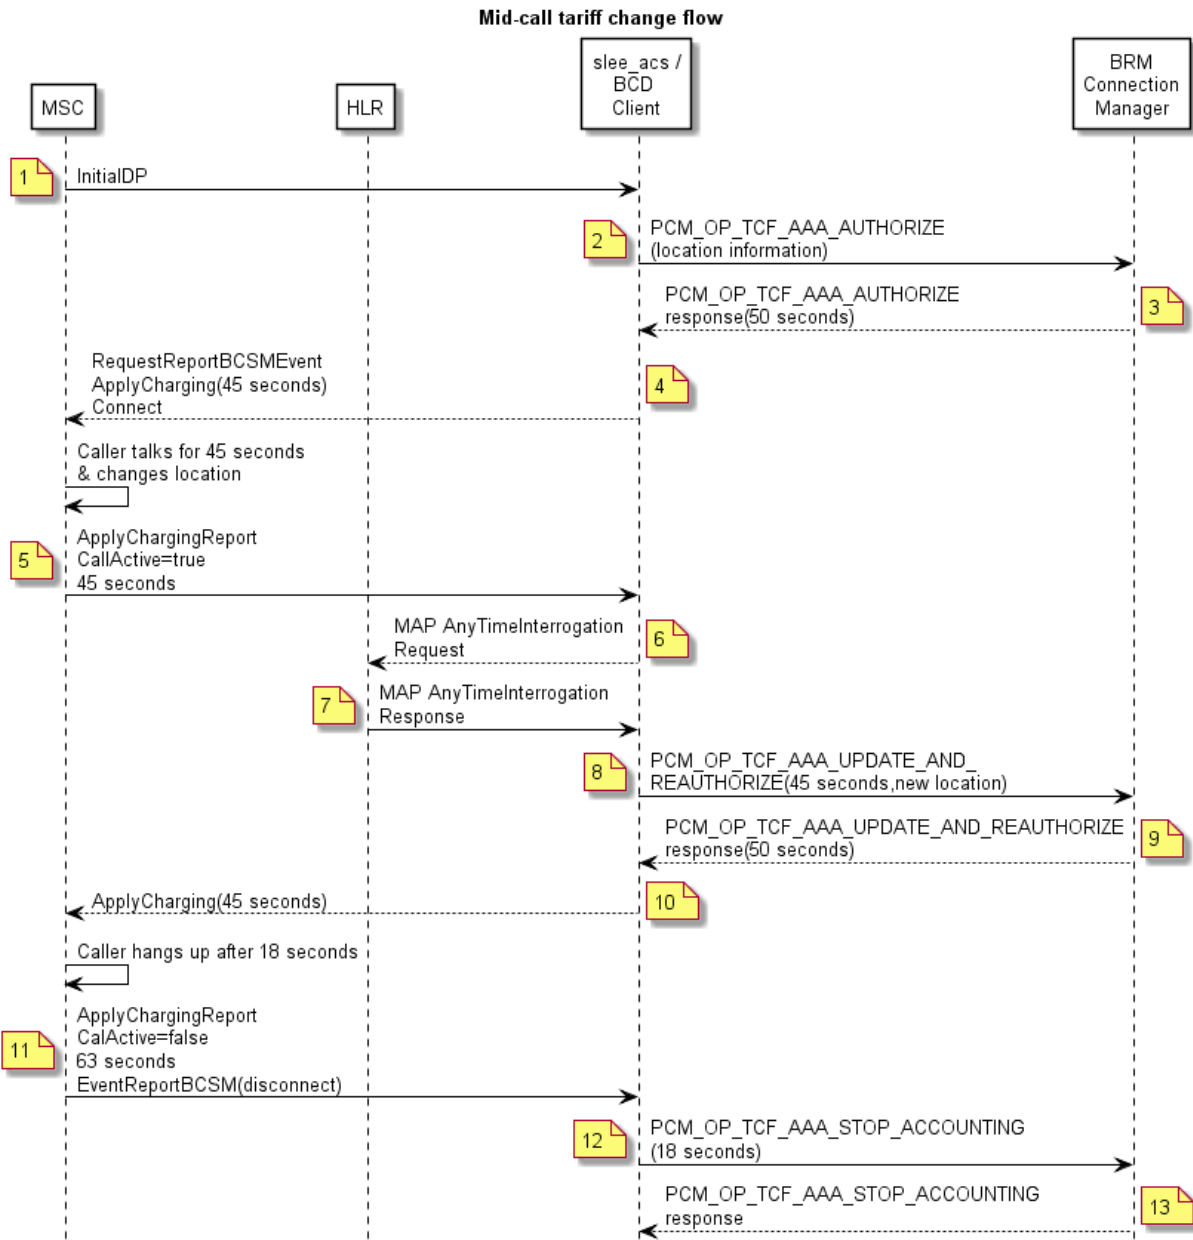 Mid-call tariff change flow
MSC
HLR
slee_acs /
BCD
Client
BRM
Connection
Manager
1
InitialDP
2
PCM_OP_TCF_AAA_AUTHORIZE
(location information)
PCM_OP_TCF_AAA_AUTHORIZE
response(50 seconds)
3
RequestReportBCSMEvent
ApplyCharging(45 seconds)
Connect
4
Caller talks for 45 seconds
& changes location
5
ApplyChargingReport
CallActive=true
45 seconds
MAP AnyTimeInterrogation
Request
6
7
MAP AnyTimeInterrogation
Response
8
PCM_OP_TCF_AAA_UPDATE_AND_
REAUTHORIZE(45 seconds,new location)
PCM_OP_TCF_AAA_UPDATE_AND_REAUTHORIZE
response(50 seconds)
9
ApplyCharging(45 seconds)
10
Caller hangs up after 18 seconds
11
ApplyChargingReport
CalActive=false
63 seconds
EventReportBCSM(disconnect)
12
PCM_OP_TCF_AAA_STOP_ACCOUNTING
(18 seconds)
PCM_OP_TCF_AAA_STOP_ACCOUNTING
response
13